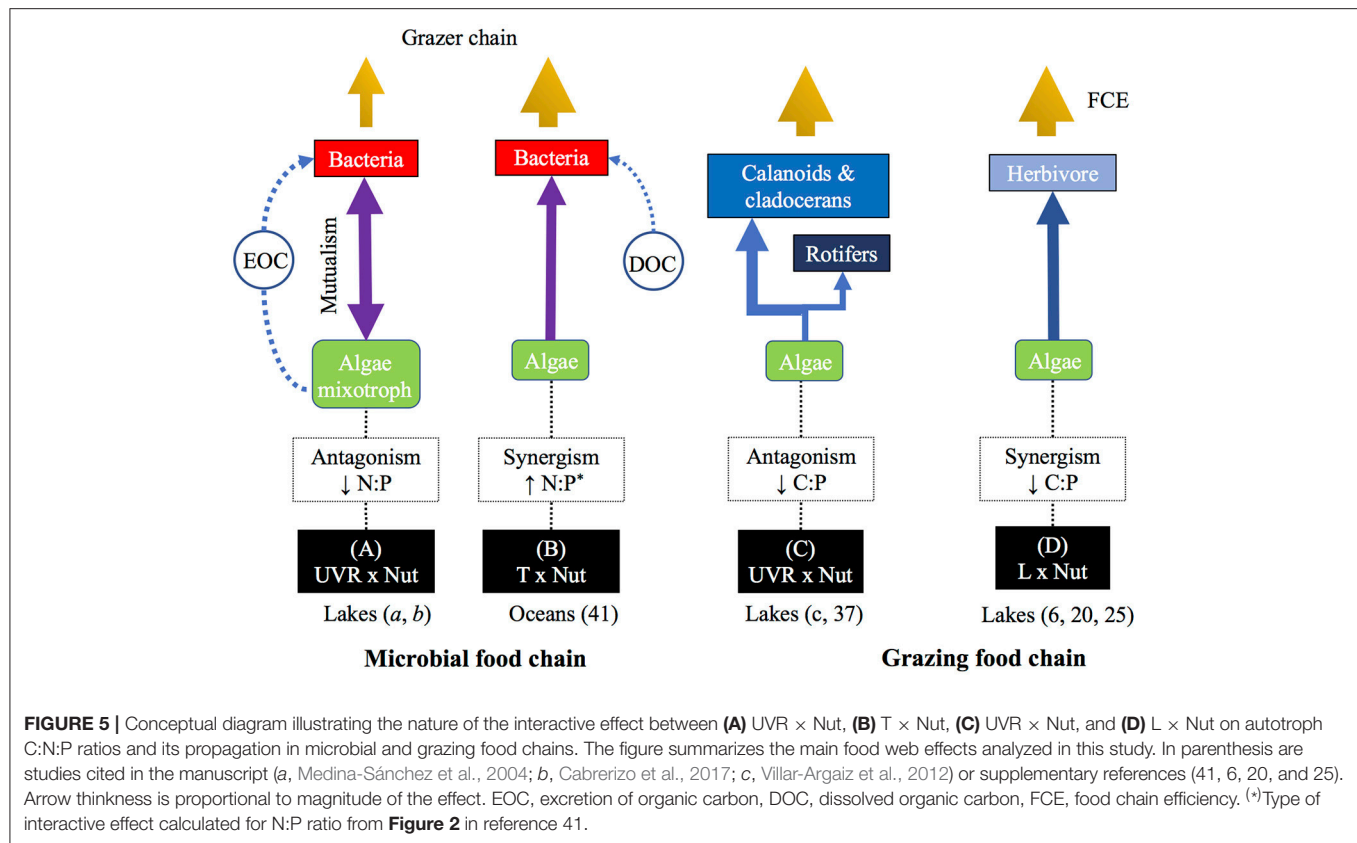 Grazer chain
FCE
Bacteria
Bacteria
Calanoids &
cladocerans
Herbivore
Rotifers
EOC
Mutualism
DOC
Algae
mixotroph
Algae
Algae
Algae
Antagonism
↓ N:P
Synergism
↑ N:P*
Antagonism
↓ C:P
Synergism
↓ C:P
(A)
UVR x Nut
(B)
T x Nut
(C)
UVR x Nut
(D)
L x Nut
Lakes (a, b)
Oceans (41)
Lakes (c, 37)
Lakes (6, 20, 25)
Microbial food chain
Grazing food chain
FIGURE 5 | Conceptual diagram illustrating the nature of the interactive effect between (A) UVR × Nut, (B) T × Nut, (C) UVR × Nut, and (D) L × Nut on autotroph
C:N:P ratios and its propagation in microbial and grazing food chains. The figure summarizes the main food web effects analyzed in this study. In parenthesis are
studies cited in the manuscript (a, Medina-Sánchez et al., 2004; b, Cabrerizo et al., 2017; c, Villar-Argaiz et al., 2012) or supplementary references (41, 6, 20, and 25).
Arrow thinkness is proportional to magnitude of the effect. EOC, excretion of organic carbon, DOC, dissolved organic carbon, FCE, food chain efficiency. (*)Type of
interactive effect calculated for N:P ratio from Figure 2 in reference 41.